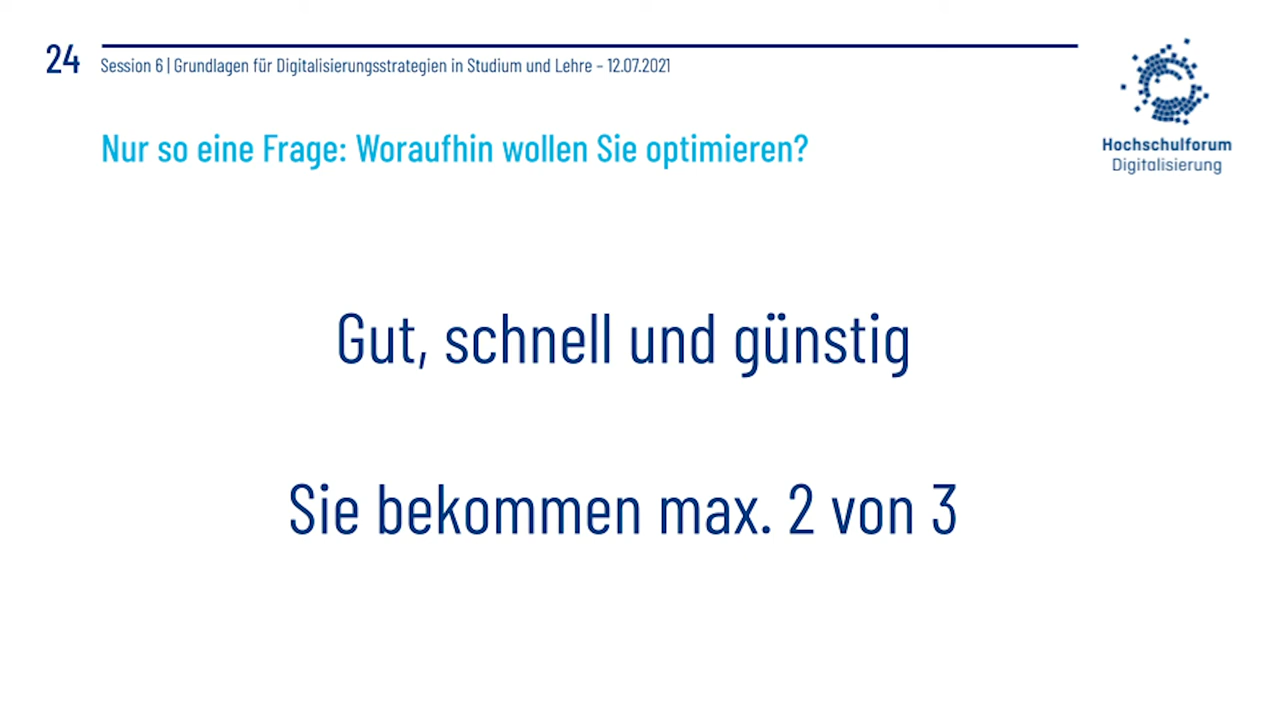 24
Session 6 | Grundlagen für Digitalisierungsstrategien in Studium und Lehre – 12.07.2021
Hochschulforum
Digitalisierung
Nur so eine Frage: Woraufhin wollen Sie optimieren?
Gut, schnell und günstig
Sie bekommen max. 2 von 3